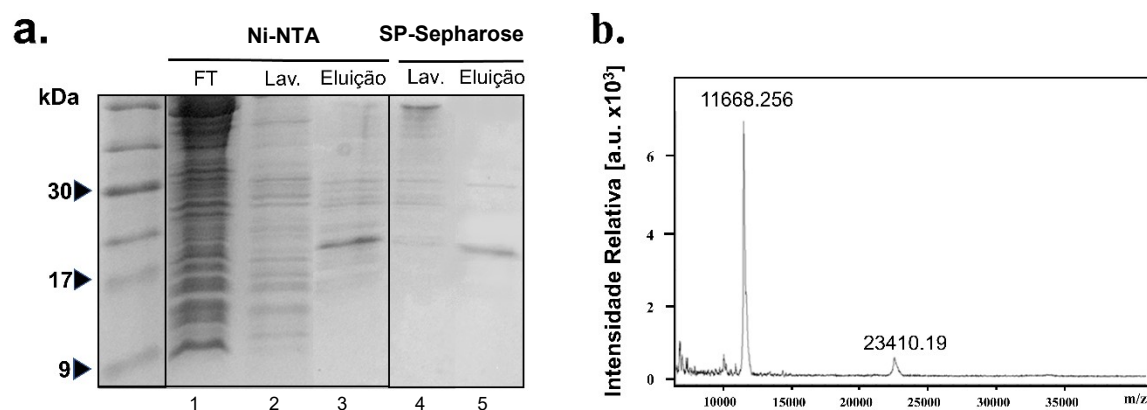 a.
Ni-NTA SP-Sepharose
FT Lav. Eluição Lav. Eluição
kDa
30
17
9
1 2 3 4 5
b.
Intensidade Relativa [a.u. x10³]
11668.256
6
4
2
23410.19
0
10000 15000 20000 25000 30000 35000 m/z